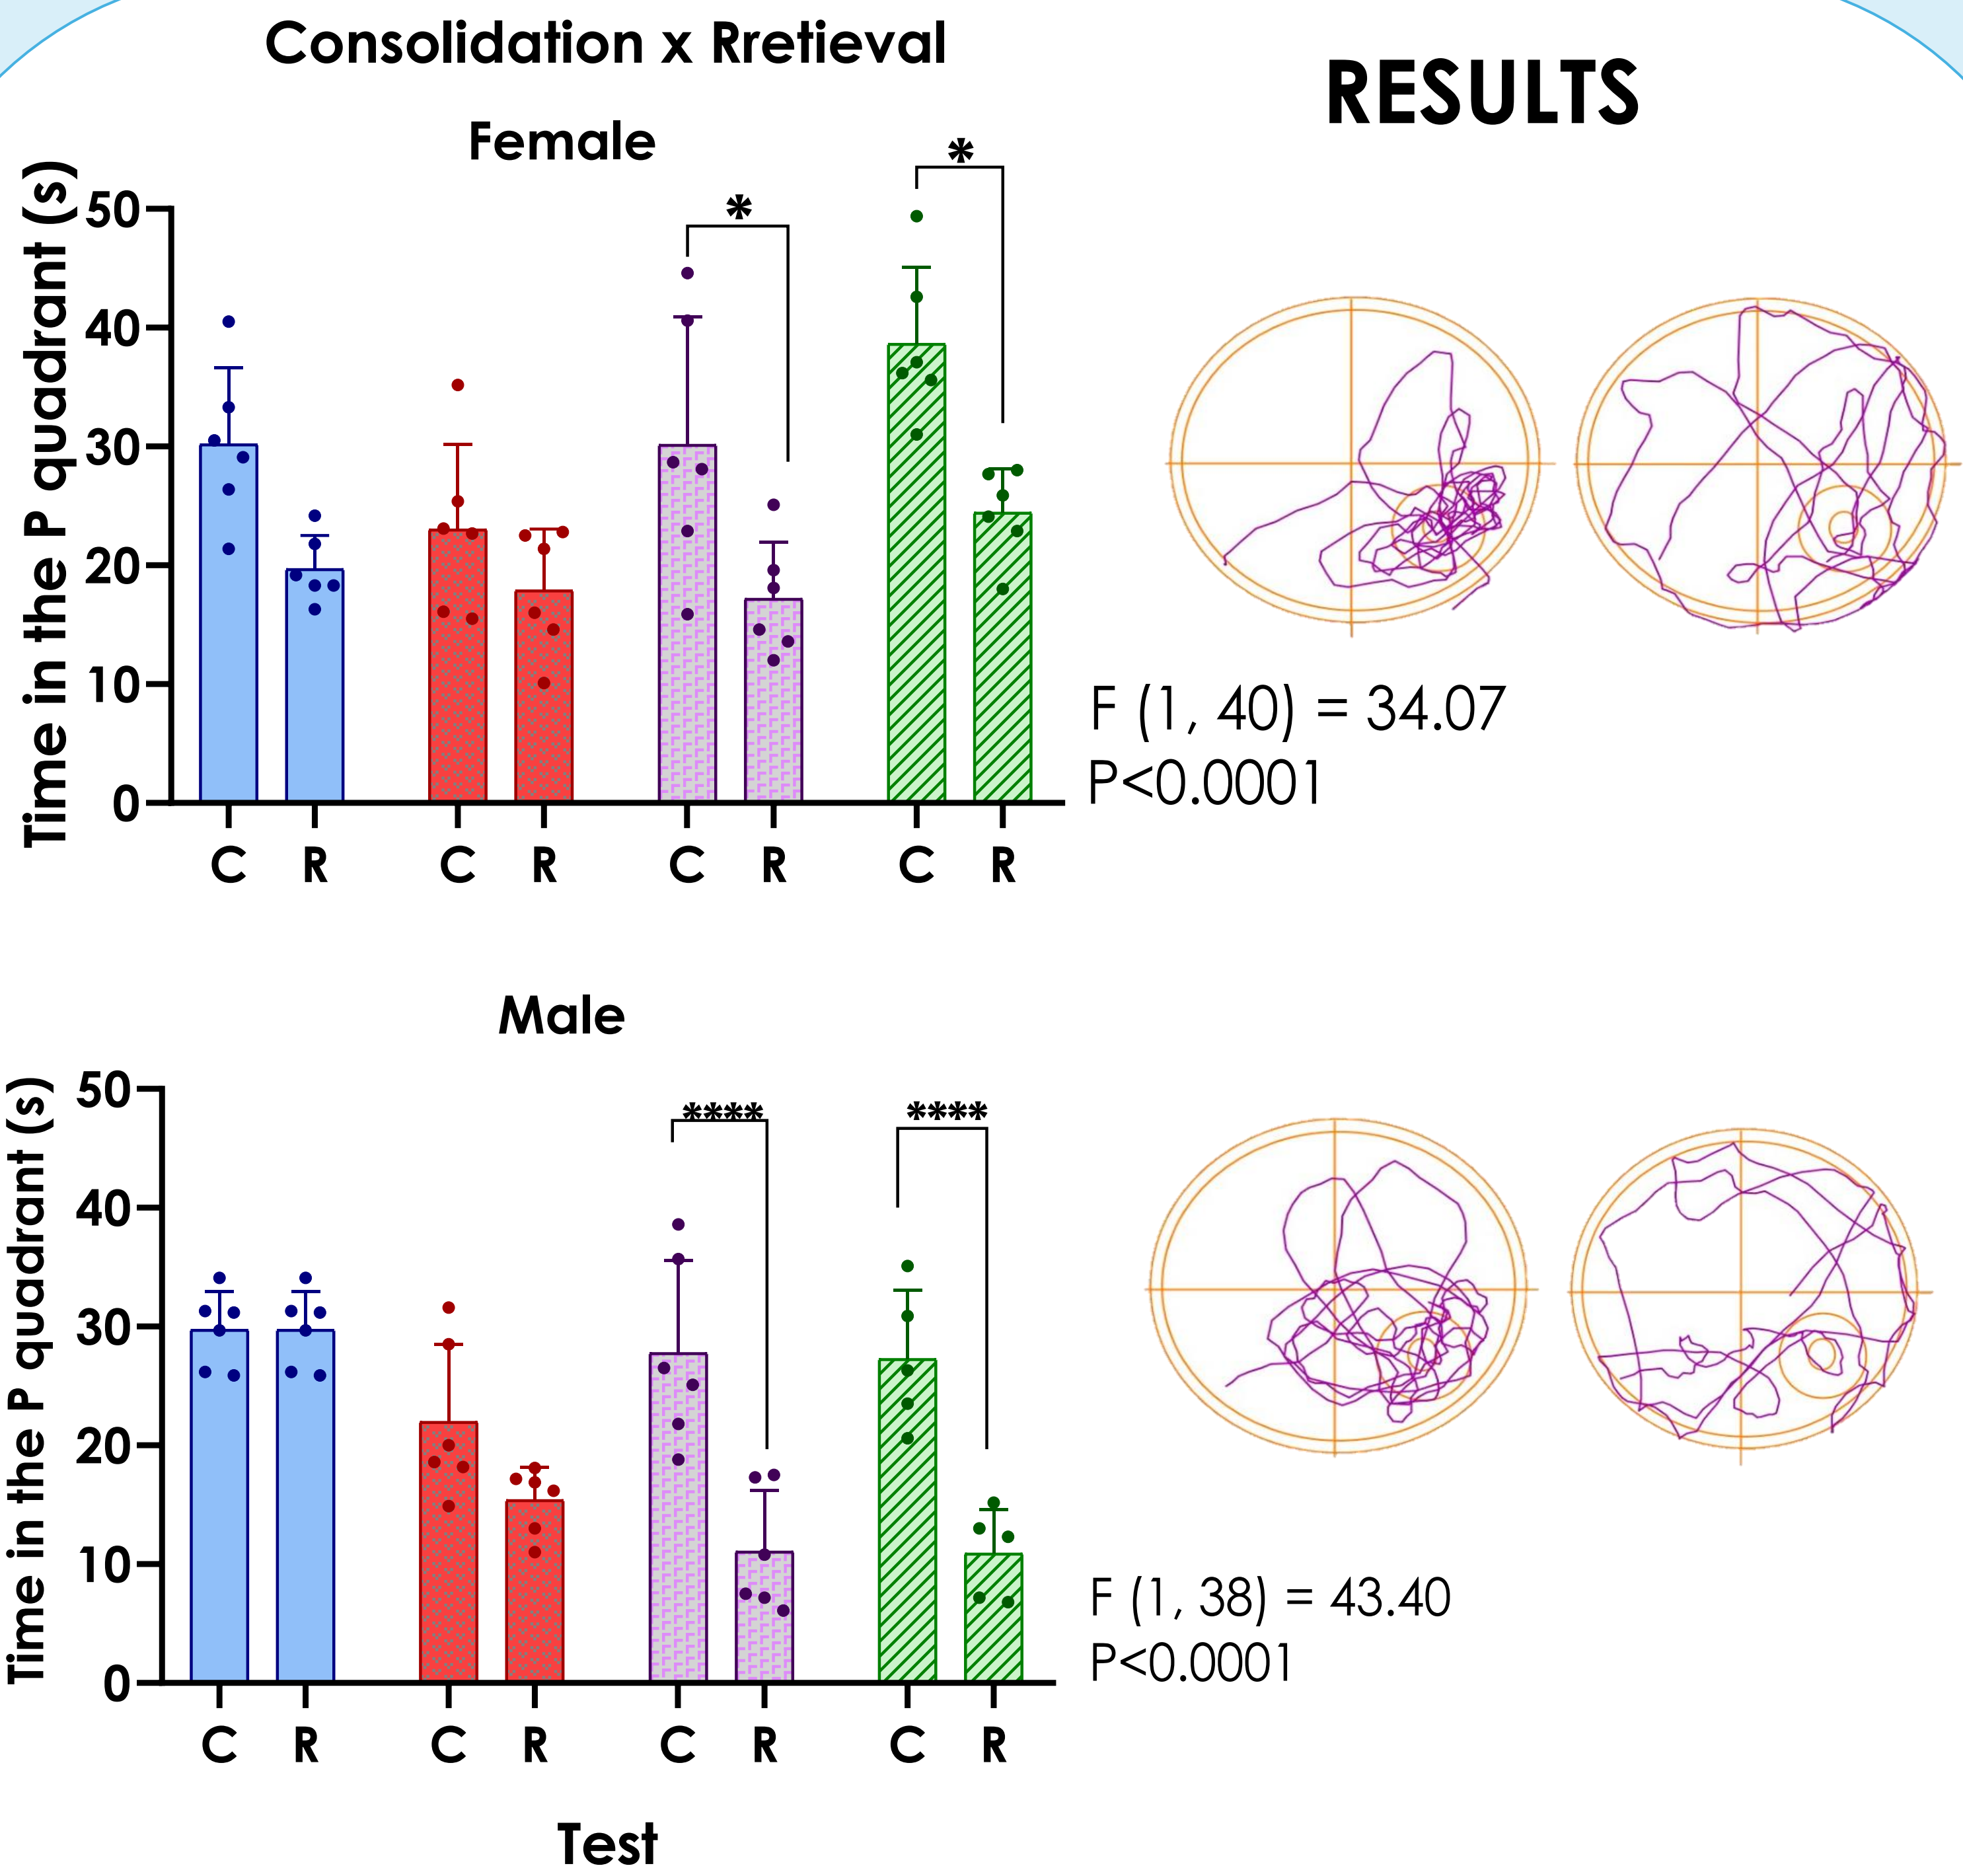 Consolidation x Rretieval
RESULTS
Female
Time in the P quadrant (s)
50
40
30
20
10
0
*
*
C R C R C R C R
F (1, 40) = 34.07
P<0.0001
Male
Time in the P quadrant (s)
50
40
30
20
10
0
****
****
C R C R C R C R
F (1, 38) = 43.40
P<0.0001
Test